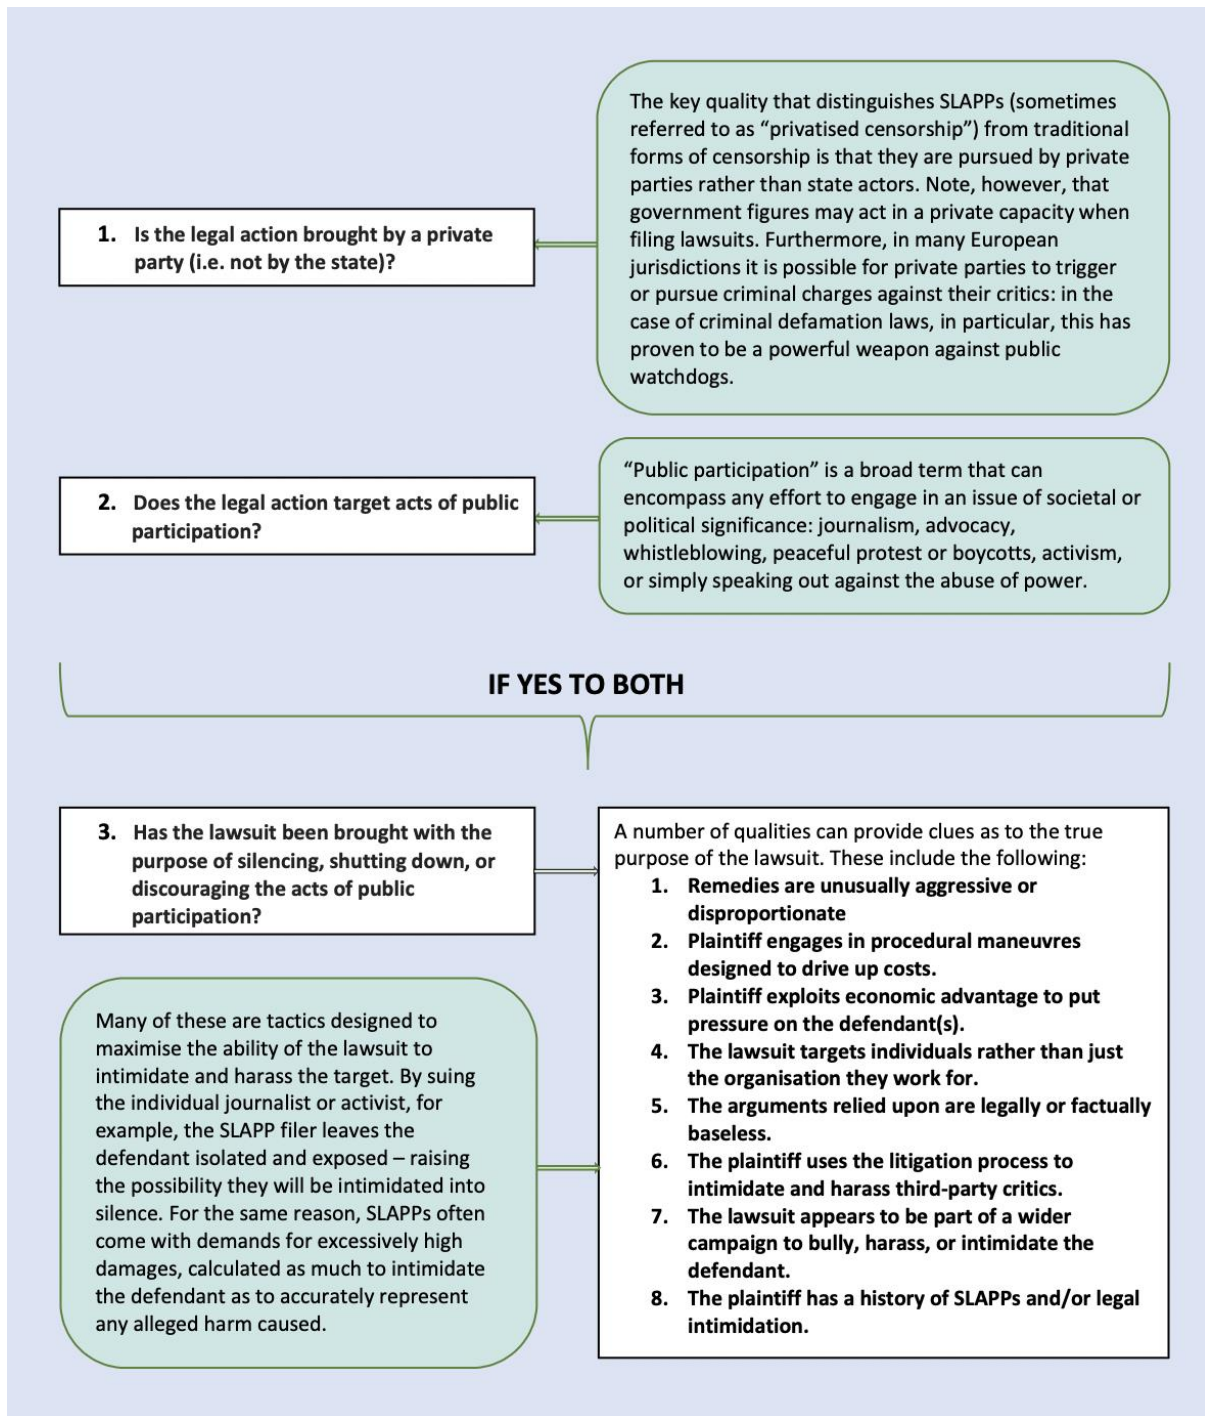 The key quality that distinguishes SLAPPs (sometimes
referred to as “privatised censorship”) from traditional
forms of censorship is that they are pursued by private
parties rather than state actors. Note, however, that
government figures may act in a private capacity when
filing lawsuits. Furthermore, in many European
jurisdictions it is possible for private parties to trigger
or pursue criminal charges against their critics: in the
case of criminal defamation laws, in particular, this has
proven to be a powerful weapon against public
watchdogs.
1. Is the legal action brought by a private
party (i.e. not by the state)?
“Public participation” is a broad term that can
encompass any effort to engage in an issue of societal or
political significance: journalism, advocacy,
whistleblowing, peaceful protest or boycotts, activism,
or simply speaking out against the abuse of power.
2. Does the legal action target acts of public
participation?
IF YES TO BOTH
3. Has the lawsuit been brought with the
purpose of silencing, shutting down, or
discouraging the acts of public
participation?
A number of qualities can provide clues as to the true
purpose of the lawsuit. These include the following:
1. Remedies are unusually aggressive or
disproportionate
2. Plaintiff engages in procedural maneuvres
designed to drive up costs.
3. Plaintiff exploits economic advantage to put
pressure on the defendant(s).
4. The lawsuit targets individuals rather than just
the organisation they work for.
5. The arguments relied upon are legally or factually
baseless.
6. The plaintiff uses the litigation process to
intimidate and harass third-party critics.
7. The lawsuit appears to be part of a wider
campaign to bully, harass, or intimidate the
defendant.
8. The plaintiff has a history of SLAPPs and/or legal
intimidation.
Many of these are tactics designed to
maximise the ability of the lawsuit to
intimidate and harass the target. By suing
the individual journalist or activist, for
example, the SLAPP filer leaves the
defendant isolated and exposed – raising
the possibility they will be intimidated into
silence. For the same reason, SLAPPs often
come with demands for excessively high
damages, calculated as much to intimidate
the defendant as to accurately represent
any alleged harm caused.